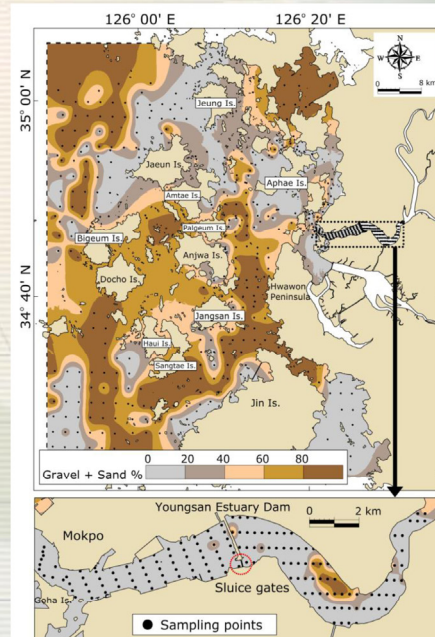 126° 00' E
126° 20' E
N
W
E
S
0
8 km
35° 00' N
34° 40' N
Jeung Is.
Jaeun Is.
Amtae Is.
Aphae Is.
Bigeum Is.
Palgeum Is.
Anjwa Is.
Docho Is.
Hwawon
Peninsula
Jangsan Is.
Haui Is.
Sangtae Is.
Jin Is.
Gravel + Sand %
0 20 40 60 80
Youngsan Estuary Dam
0
2 km
Mokpo
Sluice gates
Goha Is.
Sampling points